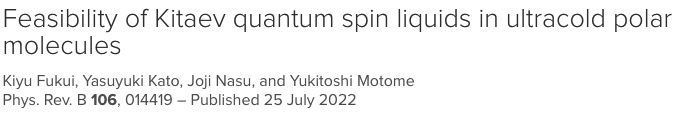 Feasibility of Kitaev quantum spin liquids in ultracold polar
molecules
Kiyu Fukui, Yasuyuki Kato, Joji Nasu, and Yukitoshi Motome
Phys. Rev. B 106, 014419 – Published 25 July 2022